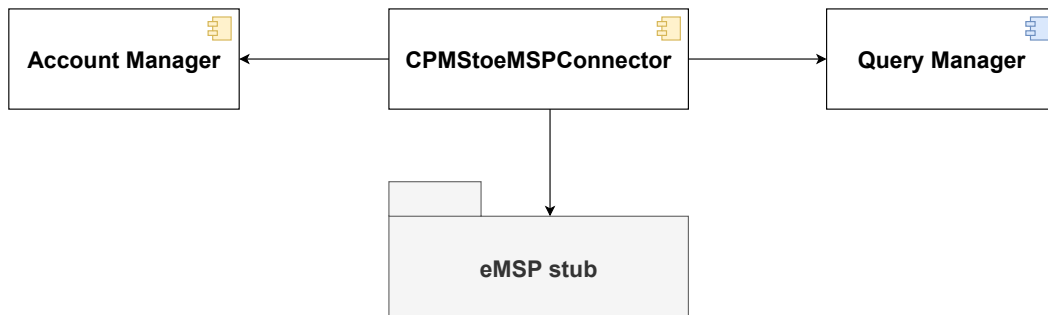 Account Manager
CPMStoeMSPConnector
Query Manager
eMSP stub